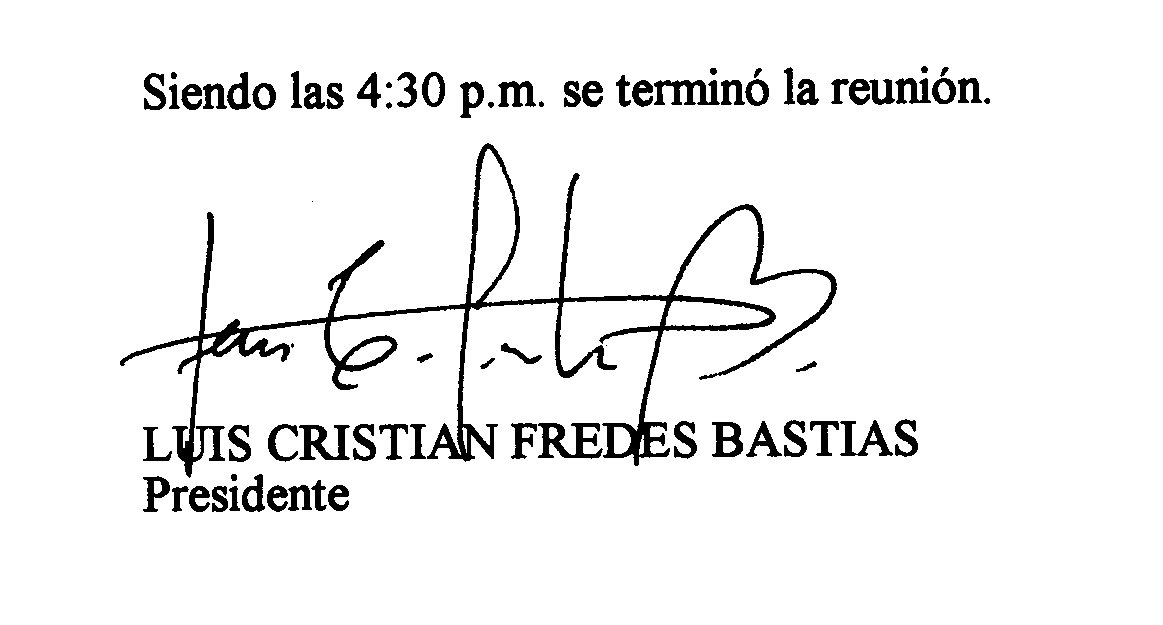 Siendo las 4:30 p.m. se terminó la reunión.
LUIS CRISTIAN FREDES BASTIAS
Presidente